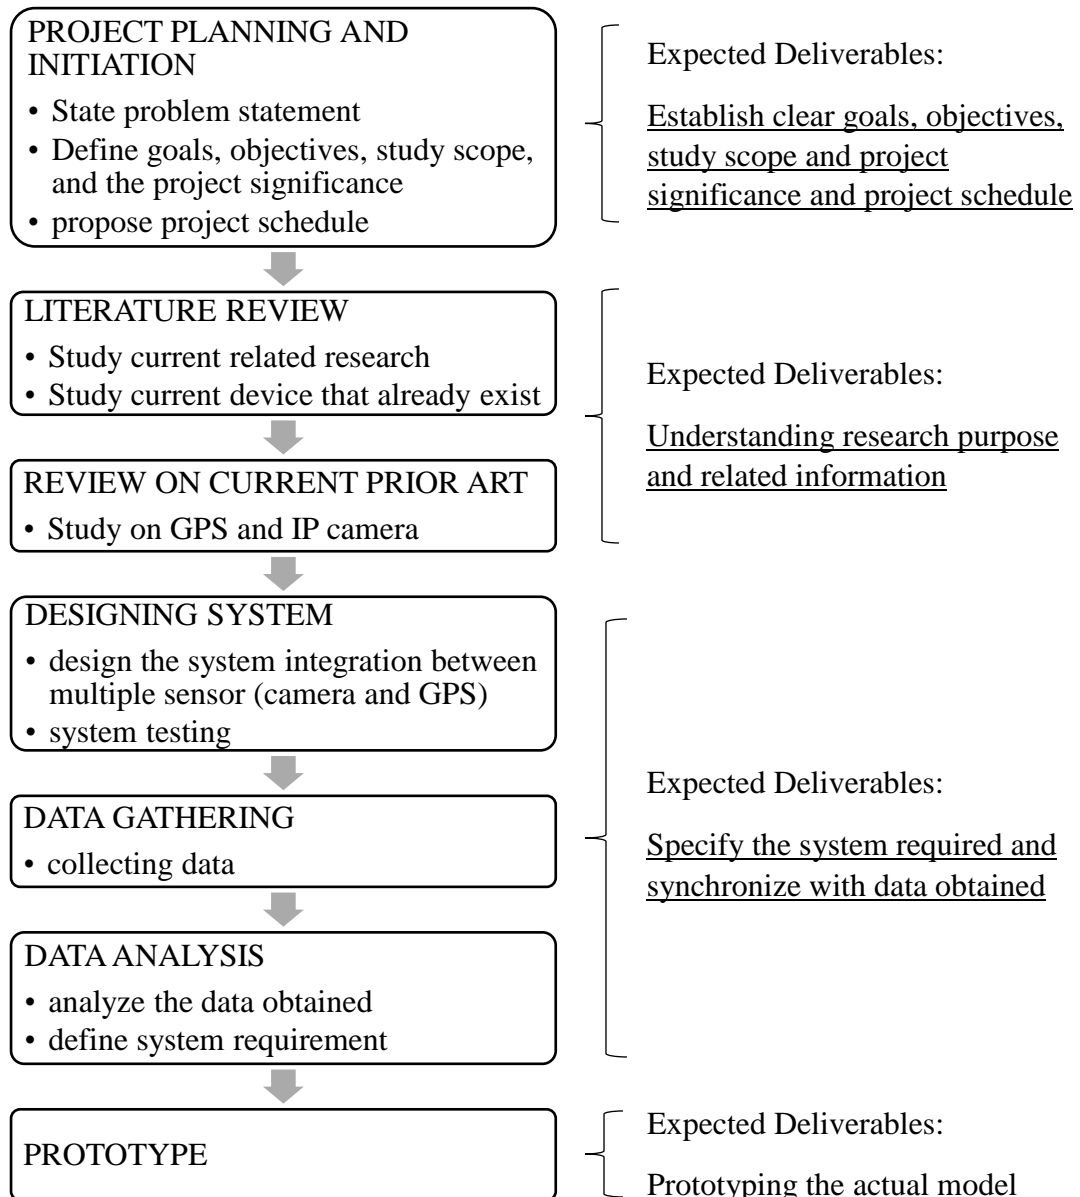 PROJECT PLANNING AND
INITIATION
• State problem statement
• Define goals, objectives, study scope,
and the project significance
• propose project schedule
Expected Deliverables:
Establish clear goals, objectives,
study scope and project
significance and project schedule
LITERATURE REVIEW
• Study current related research
• Study current device that already exist
REVIEW ON CURRENT PRIOR ART
• Study on GPS and IP camera
Expected Deliverables:
Understanding research purpose
and related information
DESIGNING SYSTEM
• design the system integration between
multiple sensor (camera and GPS)
• system testing
DATA GATHERING
• collecting data
DATA ANALYSIS
• analyze the data obtained
• define system requirement
Expected Deliverables:
Specify the system required and
synchronize with data obtained
PROTOTYPE
Expected Deliverables:
Prototyping the actual model